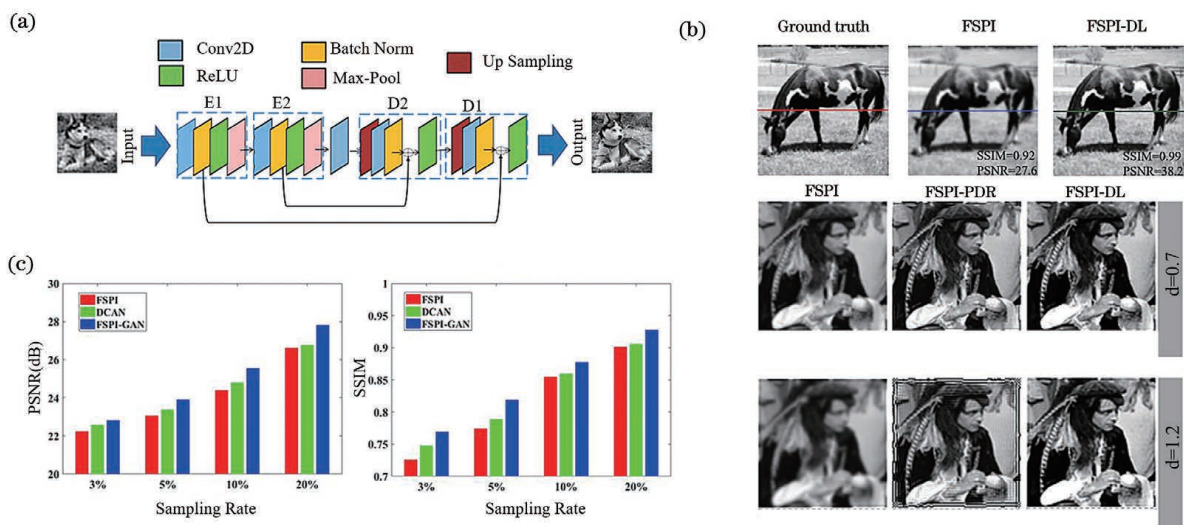 (a)
Conv2D
Batch Norm
Up Sampling
ReLU
Max-Pool
E1
E2
D2
D1
Input
Output
(b)
Ground truth
FSPI
FSPI-DL
SSIM=0.92
PSNR=27.6
SSIM=0.99
PSNR=38.2
FSPI
FSPI-PDR
FSPI-DL
d=0.7
d=1.2
(c)
30
28
26
24
22
20
PSNR(dB)
FSPI
DCAN
FSPI-GAN
3%
5%
10%
20%
Sampling Rate
1
0.95
0.9
0.85
0.8
0.75
0.7
SSIM
FSPI
DCAN
FSPI-GAN
3%
5%
10%
20%
Sampling Rate